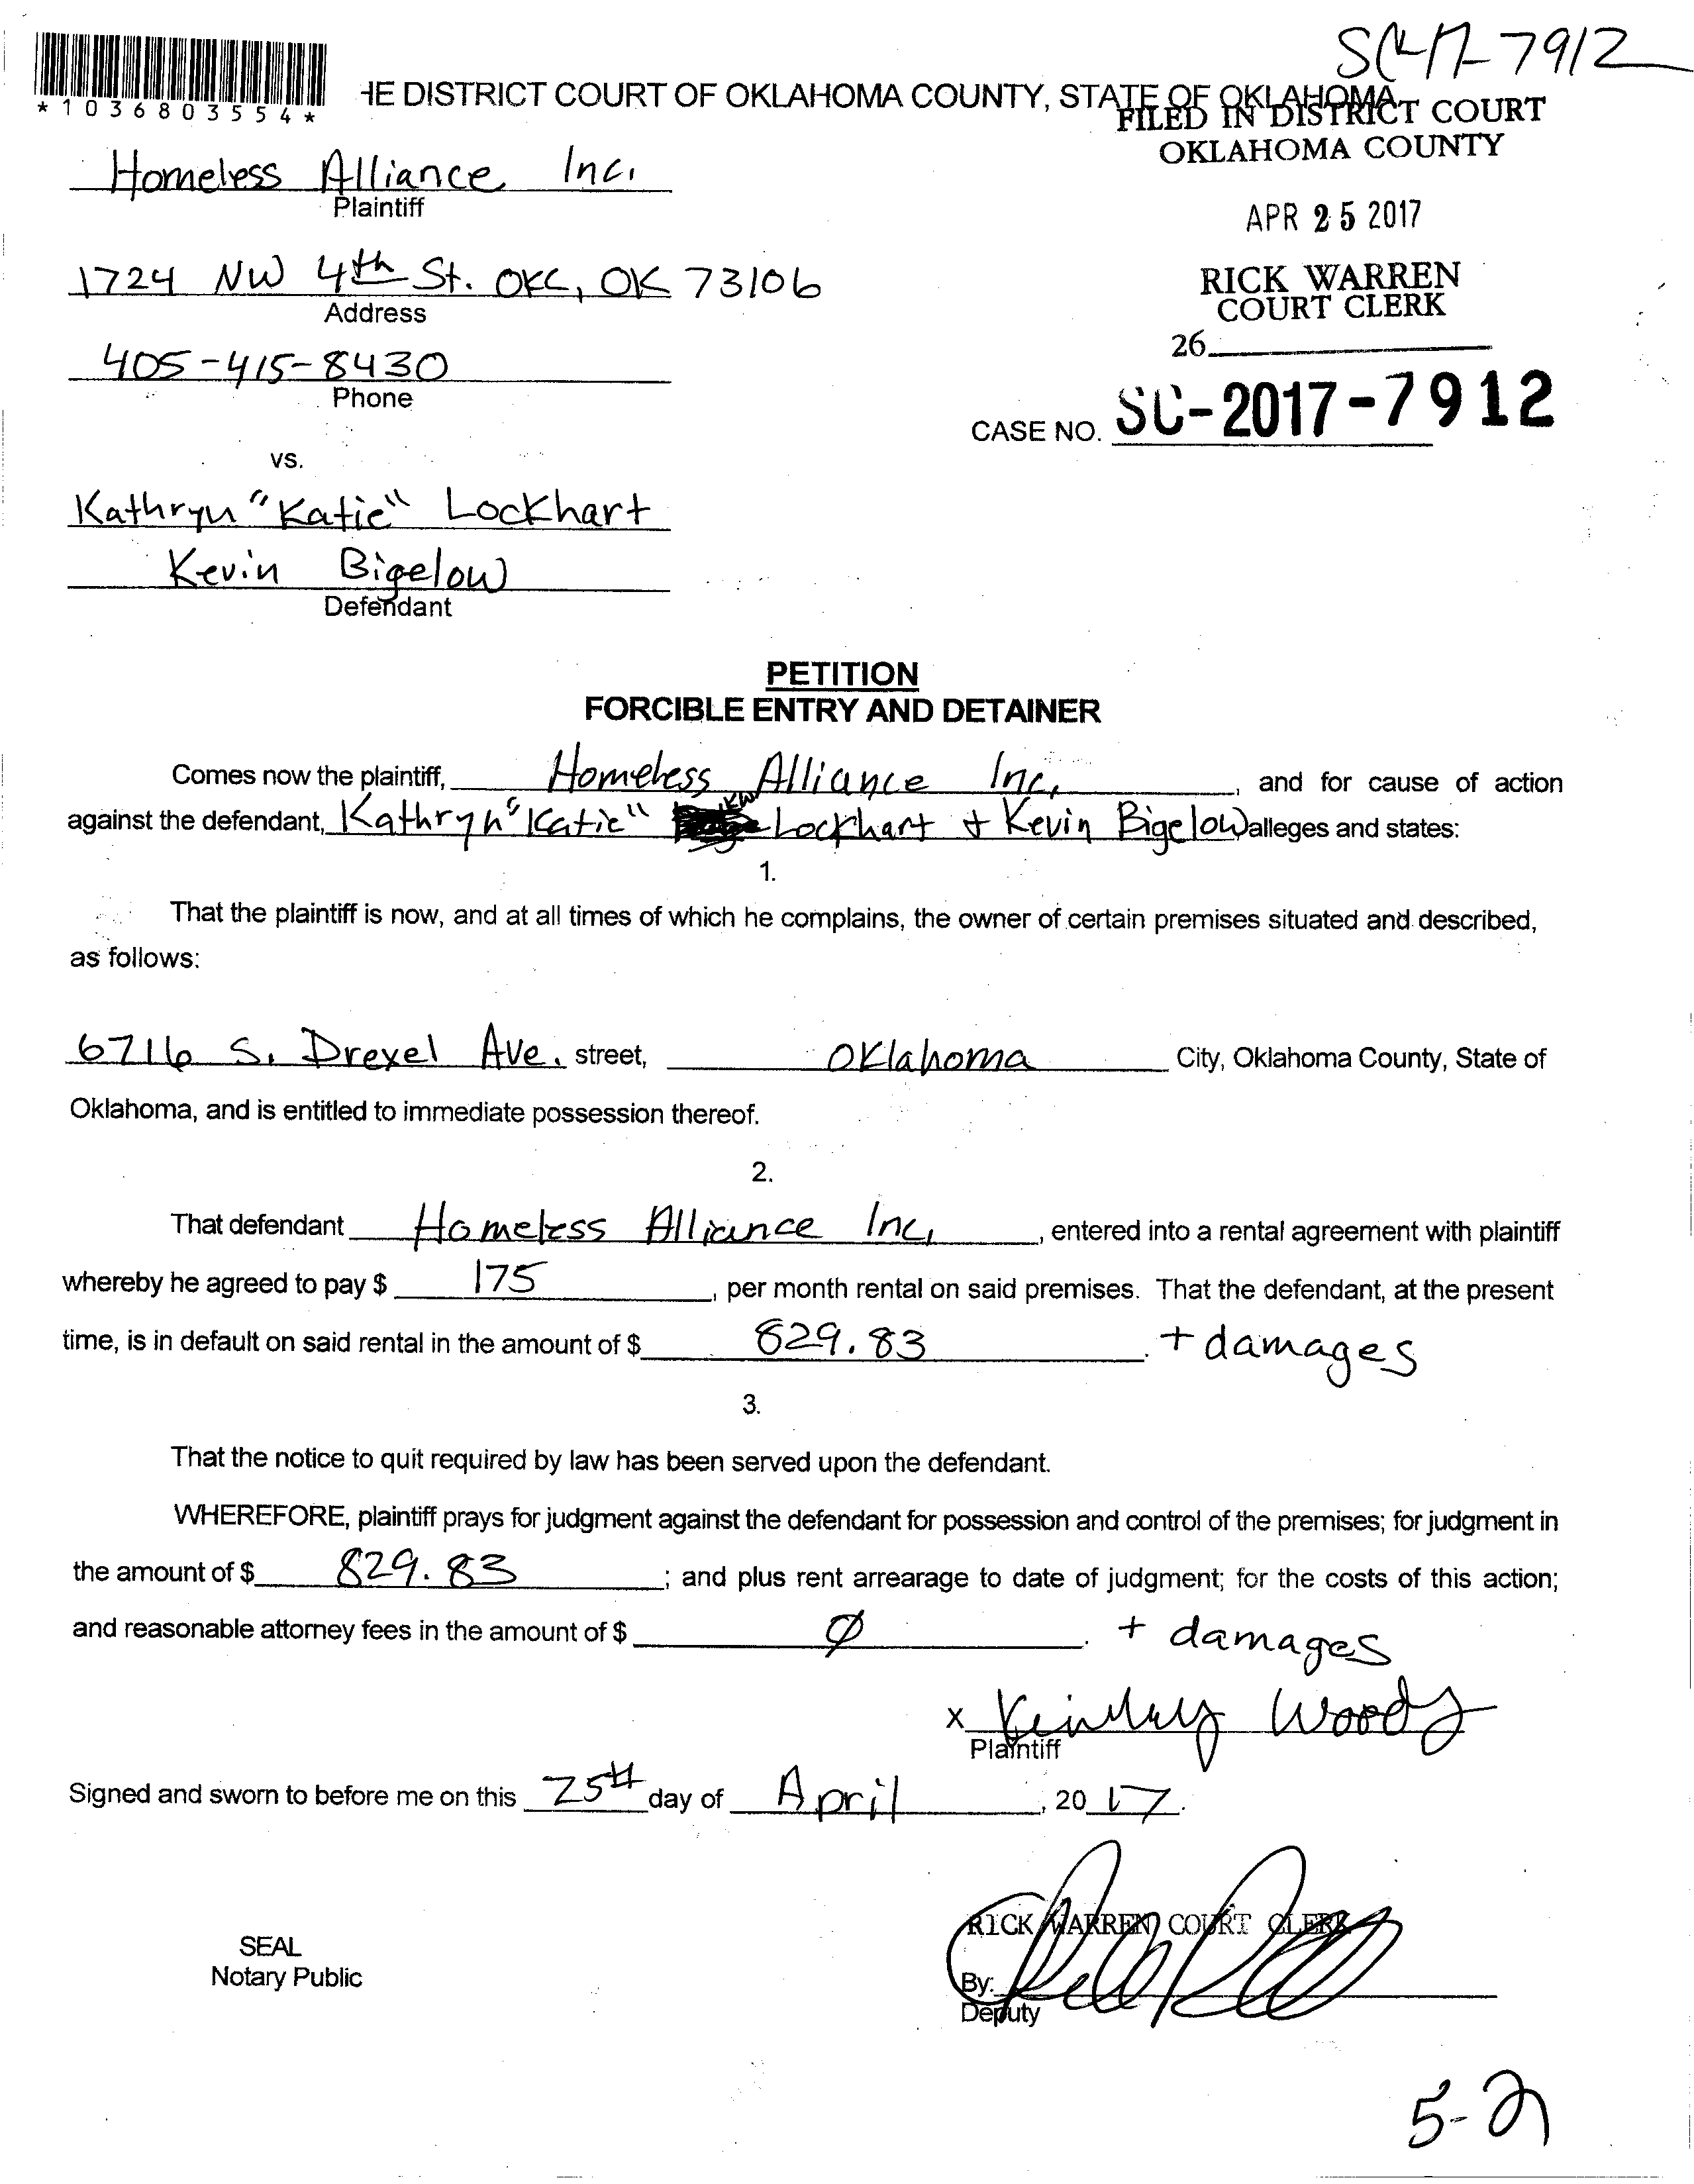 SC-17-7912
*1036803554*
HE DISTRICT COURT OF OKLAHOMA COUNTY, STATE OF OKLAHOMA
FILED IN DISTRICT COURT
OKLAHOMA COUNTY
Homeless Alliance Inc.
Plaintiff
APR 25 2017
1724 NW 4th St. OKC, OK 73106
Address
RICK WARREN
COURT CLERK
405-415-8430
Phone
26
CASE NO. SC-2017-7912
vs.
Kathryn "Katie" Lockhart
Kevin Bigelow
Defendant
PETITION
FORCIBLE ENTRY AND DETAINER
Comes now the plaintiff, Homeless Alliance Inc., and for cause of action
against the defendant, Kathryn "Katie" KW Lockhart + Kevin Bigelow alleges and states:
1.
That the plaintiff is now, and at all times of which he complains, the owner of certain premises situated and described,
as follows:
6716 S. Drexel Ave. street, Oklahoma City, Oklahoma County, State of
Oklahoma, and is entitled to immediate possession thereof.
2.
That defendant Homeless Alliance Inc., entered into a rental agreement with plaintiff
whereby he agreed to pay $ 175, per month rental on said premises. That the defendant, at the present
time, is in default on said rental in the amount of $ 829.83. + damages
3.
That the notice to quit required by law has been served upon the defendant.
WHEREFORE, plaintiff prays for judgment against the defendant for possession and control of the premises; for judgment in
the amount of $ 829.83; and plus rent arrearage to date of judgment; for the costs of this action;
and reasonable attorney fees in the amount of $ Ø. + damages
x Kinsley Woods
Plaintiff
Signed and sworn to before me on this 25th day of April, 2017.
RICK WARREN COURT CLERK
SEAL
Notary Public
By:
Deputy
5-21